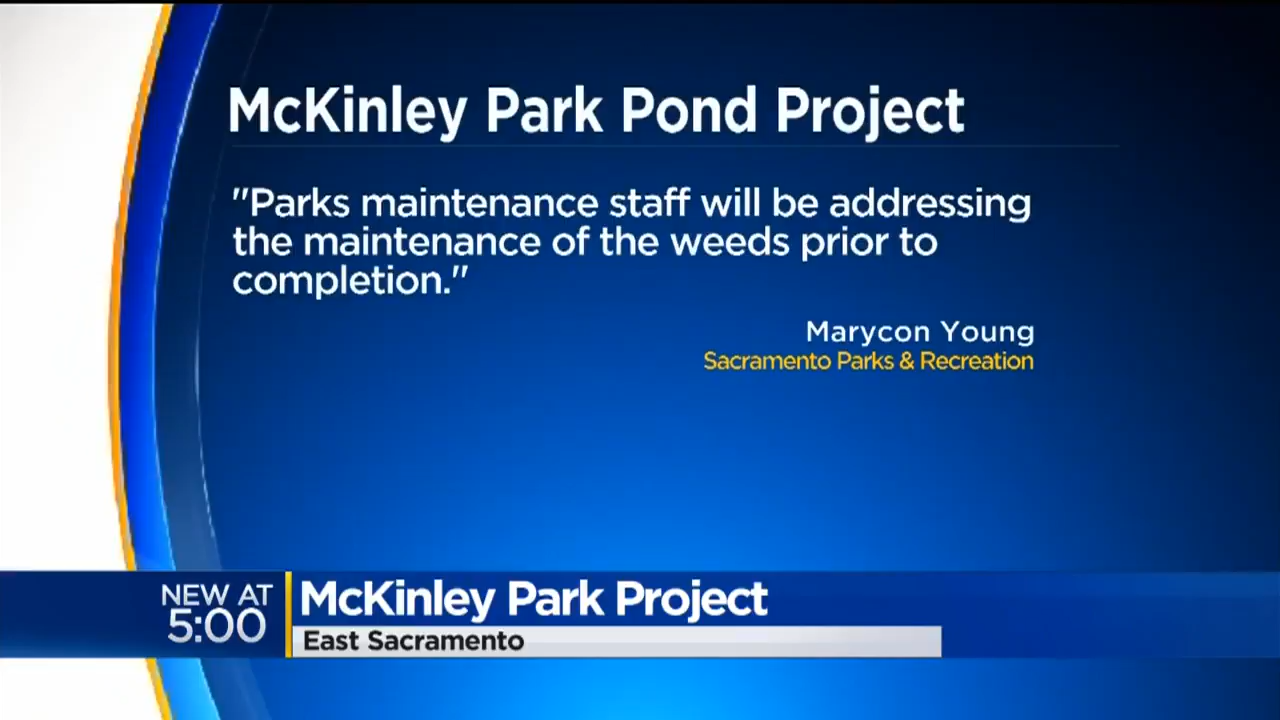 McKinley Park Pond Project
"Parks maintenance staff will be addressing
the maintenance of the weeds prior to
completion."
Marycon Young
Sacramento Parks & Recreation
NEW AT
5:00
McKinley Park Project
East Sacramento